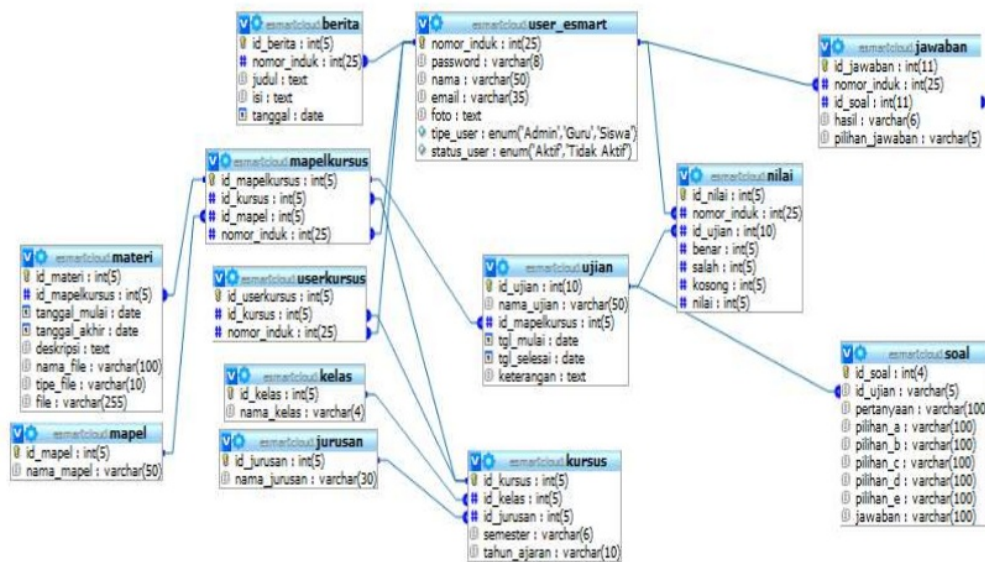 esmartcloud.berita
id_berita : int(5)
nomor_induk : int(25)
judul : text
isi : text
tanggal : date
esmartcloud.user_esmart
nomor_induk : int(25)
password : varchar(8)
nama : varchar(50)
email : varchar(35)
foto : text
tipe_user : enum('Admin','Guru','Siswa')
status_user : enum('Aktif','Tidak Aktif')
esmartcloud.jawaban
id_jawaban : int(11)
nomor_induk : int(25)
id_soal : int(11)
hasil : varchar(6)
pilihan_jawaban : varchar(5)
esmartcloud.mapelkursus
id_mapelkursus : int(5)
id_kursus : int(5)
id_mapel : int(5)
nomor_induk : int(25)
esmartcloud.nilai
id_nilai : int(5)
nomor_induk : int(25)
id_ujian : int(10)
benar : int(5)
salah : int(5)
kosong : int(5)
nilai : int(5)
esmartcloud.materi
id_materi : int(5)
id_mapelkursus : int(5)
tanggal_mulai : date
tanggal_akhir : date
deskripsi : text
nama_file : varchar(100)
tipe_file : varchar(10)
file : varchar(255)
esmartcloud.userkursus
id_userkursus : int(5)
id_kursus : int(5)
nomor_induk : int(25)
esmartcloud.ujian
id_ujian : int(10)
nama_ujian : varchar(50)
id_mapelkursus : int(5)
tgl_mulai : date
tgl_selesai : date
keterangan : text
esmartcloud.soal
id_soal : int(4)
id_ujian : varchar(5)
pertanyaan : varchar(100
pilihan_a : varchar(100)
pilihan_b : varchar(100)
pilihan_c : varchar(100)
pilihan_d : varchar(100)
pilihan_e : varchar(100)
jawaban : varchar(100)
esmartcloud.kelas
id_kelas : int(5)
nama_kelas : varchar(4)
esmartcloud.mapel
id_mapel : int(5)
nama_mapel : varchar(50)
esmartcloud.jurusan
id_jurusan : int(5)
nama_jurusan : varchar(30)
esmartcloud.kursus
id_kursus : int(5)
id_kelas : int(5)
id_jurusan : int(5)
semester : varchar(6)
tahun_ajaran : varchar(10)